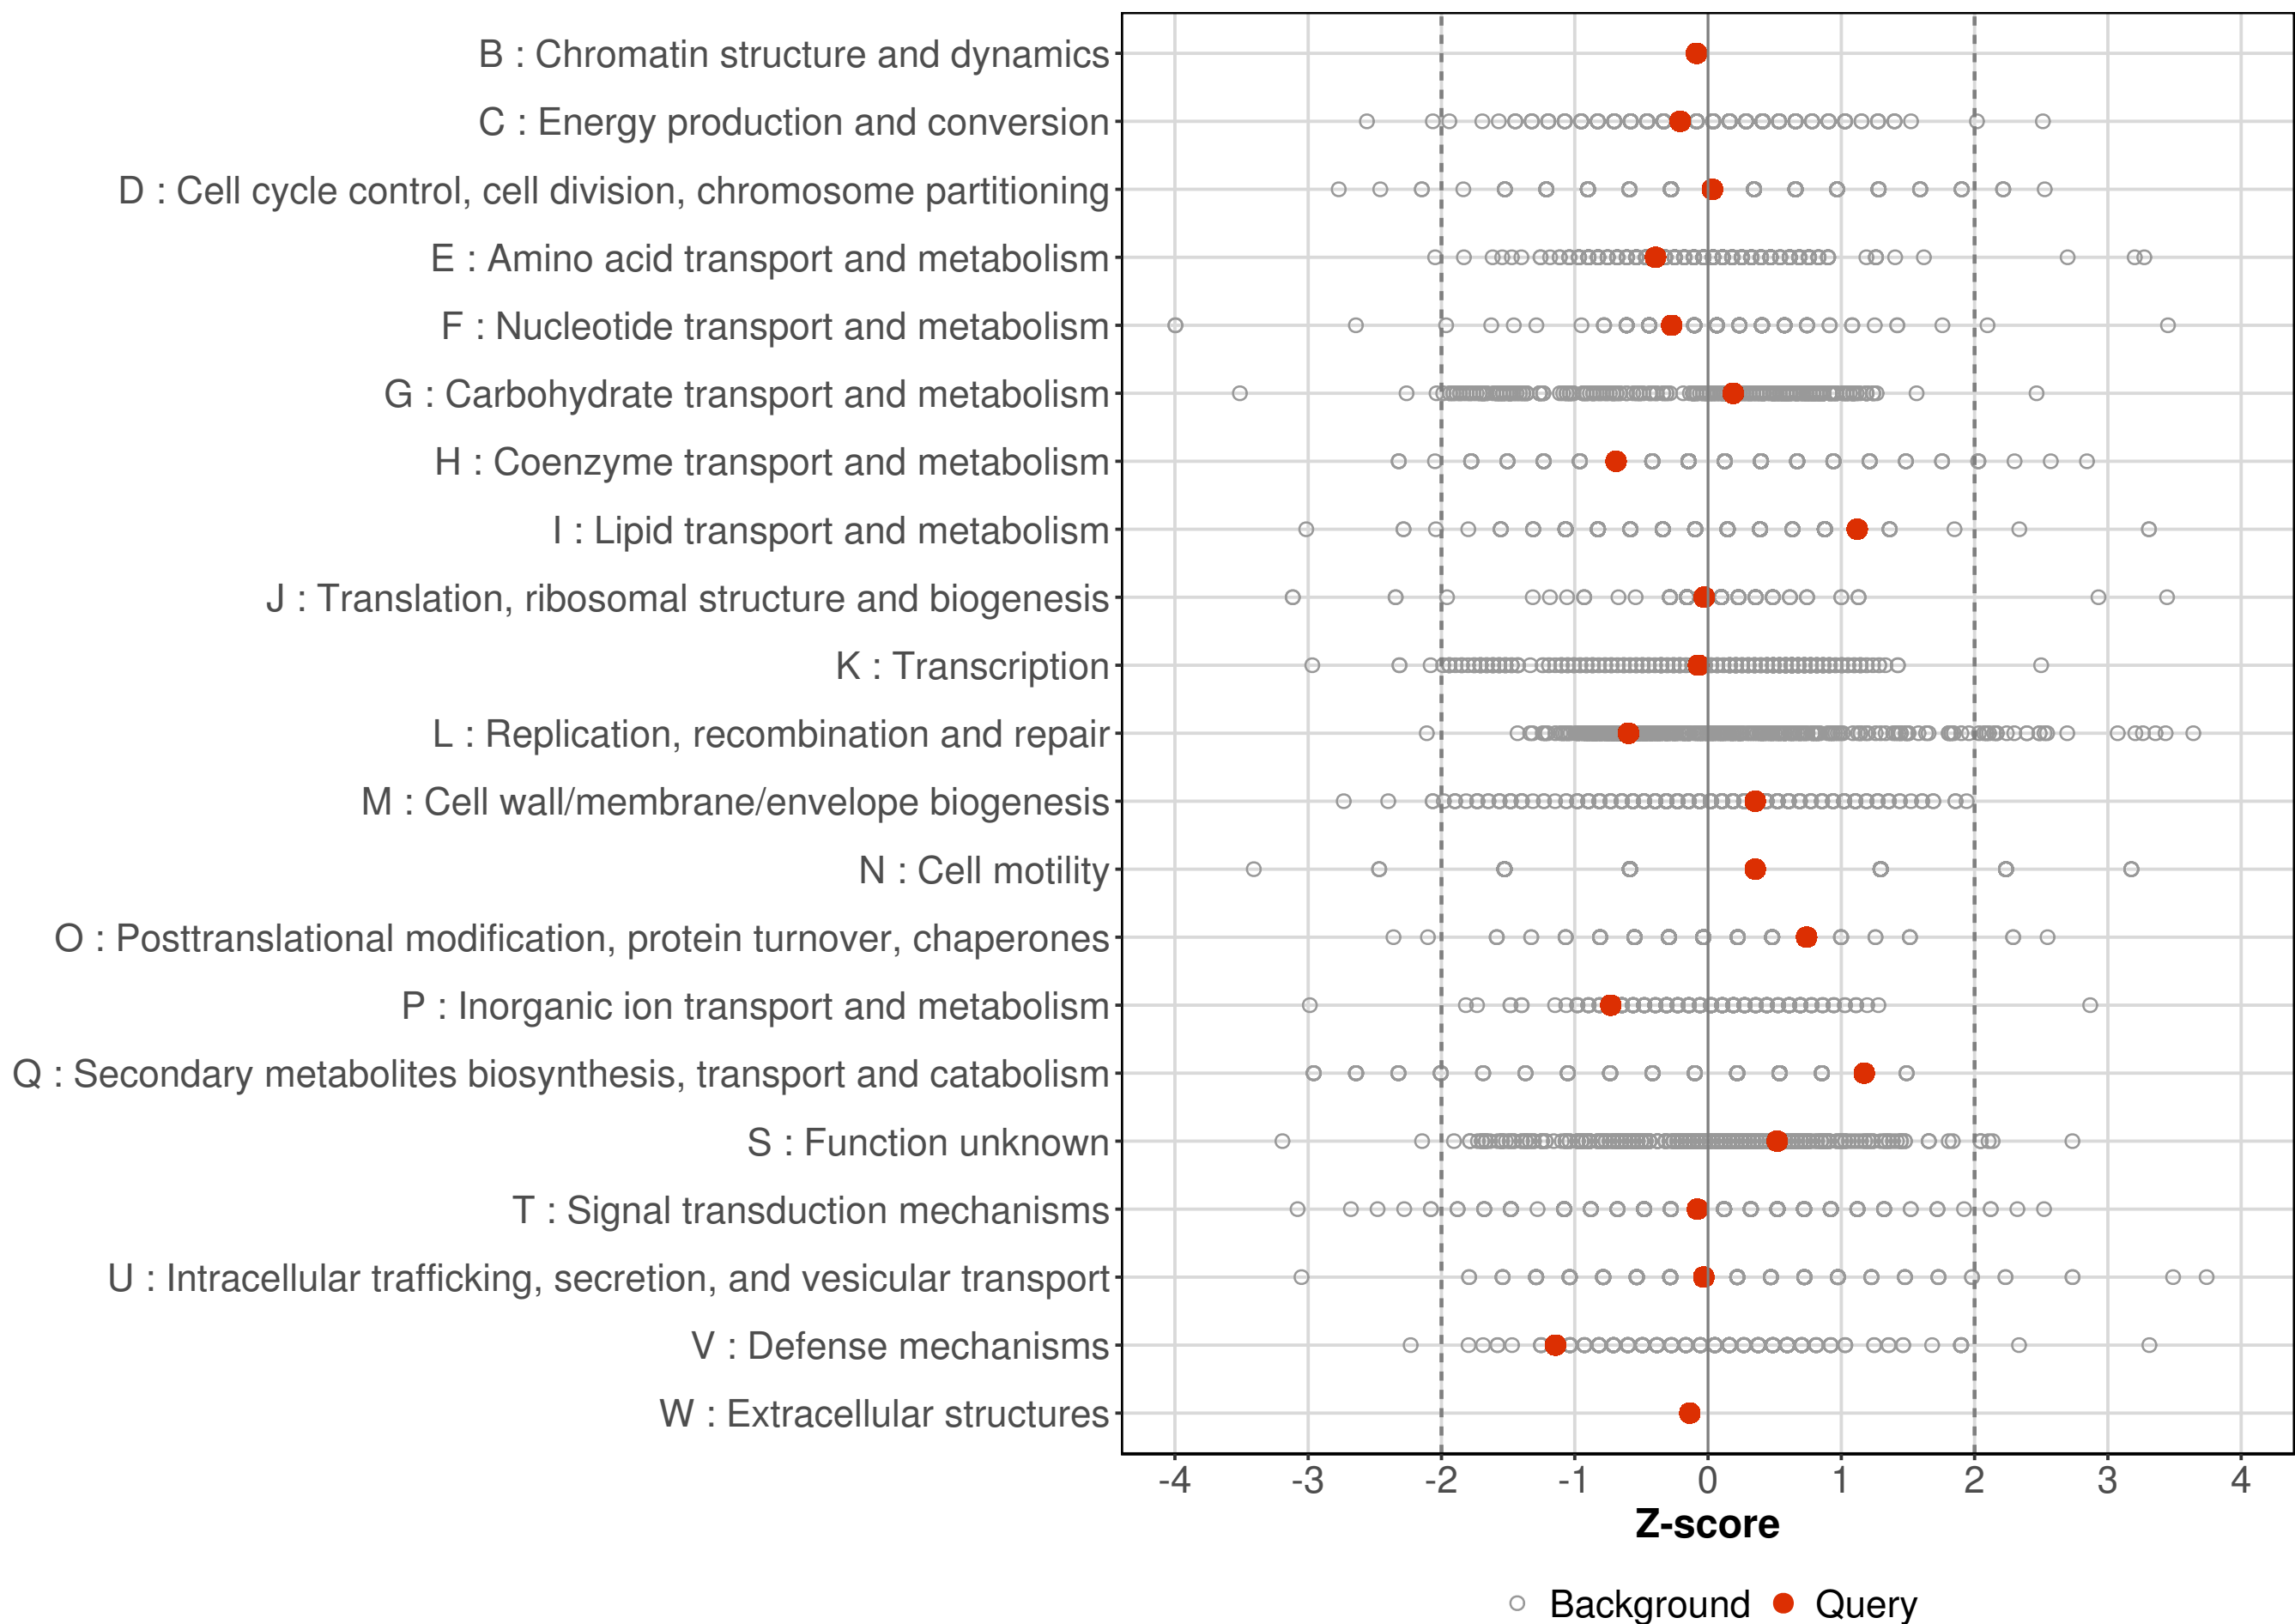 B : Chromatin structure and dynamics
C : Energy production and conversion
D : Cell cycle control, cell division, chromosome partitioning
E : Amino acid transport and metabolism
F : Nucleotide transport and metabolism
G : Carbohydrate transport and metabolism
H : Coenzyme transport and metabolism
I : Lipid transport and metabolism
J : Translation, ribosomal structure and biogenesis
K : Transcription
L : Replication, recombination and repair
M : Cell wall/membrane/envelope biogenesis
N : Cell motility
O : Posttranslational modification, protein turnover, chaperones
P : Inorganic ion transport and metabolism
Q : Secondary metabolites biosynthesis, transport and catabolism
S : Function unknown
T : Signal transduction mechanisms
U : Intracellular trafficking, secretion, and vesicular transport
V : Defense mechanisms
W : Extracellular structures
-4 -3 -2 -1 0 1 2 3 4
Z-score
Background Query